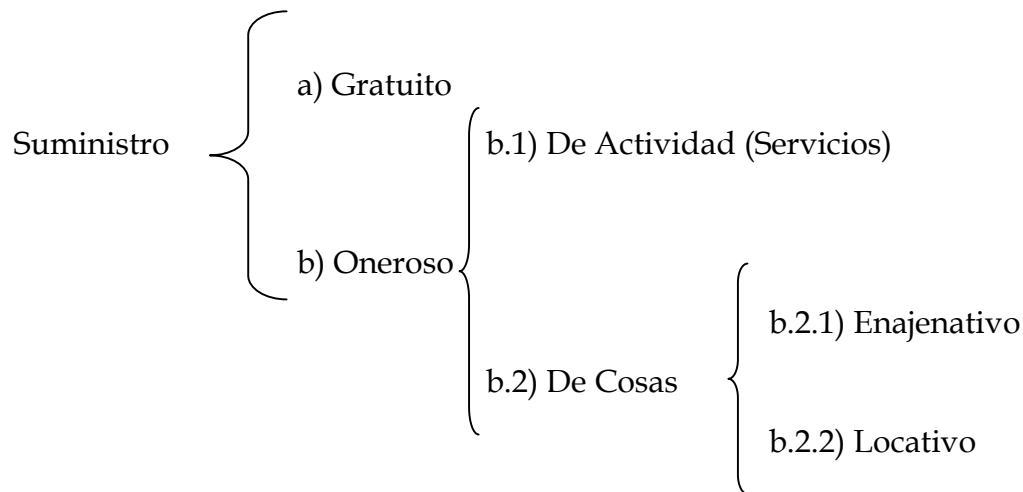 a) Gratuito
Suministro
b.1) De Actividad (Servicios)
b) Oneroso
b.2.1) Enajenativo
b.2) De Cosas
b.2.2) Locativo